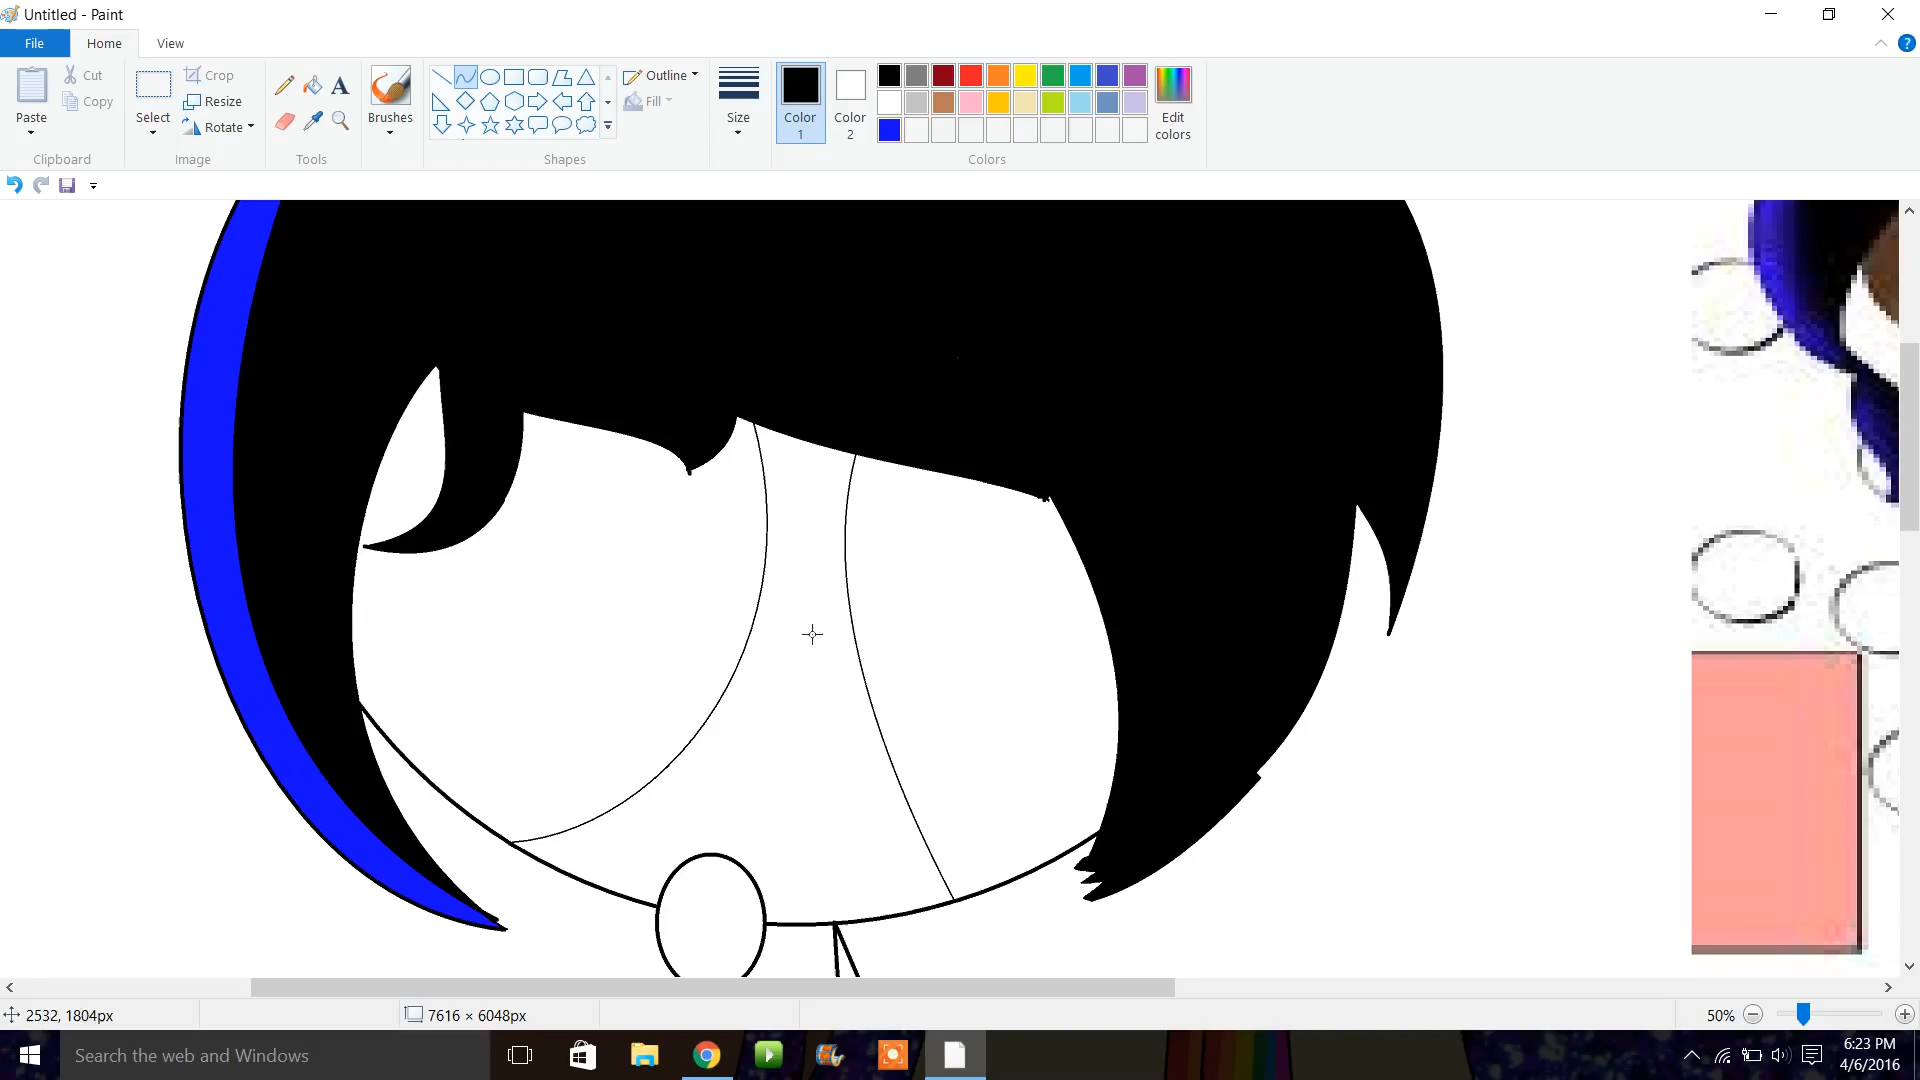 Untitled - Paint
File Home View
Paste
Cut
Copy
Clipboard
Select
Crop
Resize
Rotate
Image
A
Tools
Brushes
Shapes
Outline
Fill
Size
Color 1
Color 2
Edit colors
Colors
2532, 1804px
7616 × 6048px
50%
Search the web and Windows
6:23 PM
4/6/2016